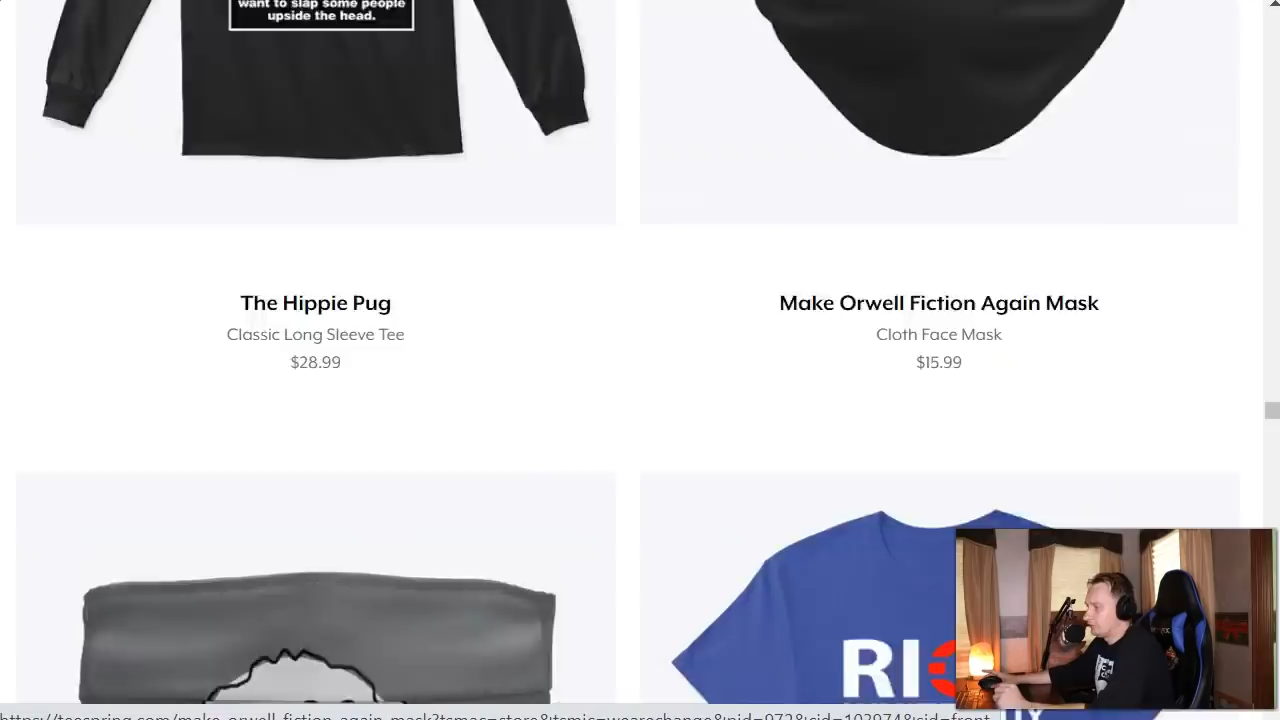 want to slap some people
upside the head.
The Hippie Pug
Classic Long Sleeve Tee
$28.99
Make Orwell Fiction Again Mask
Cloth Face Mask
$15.99
RI